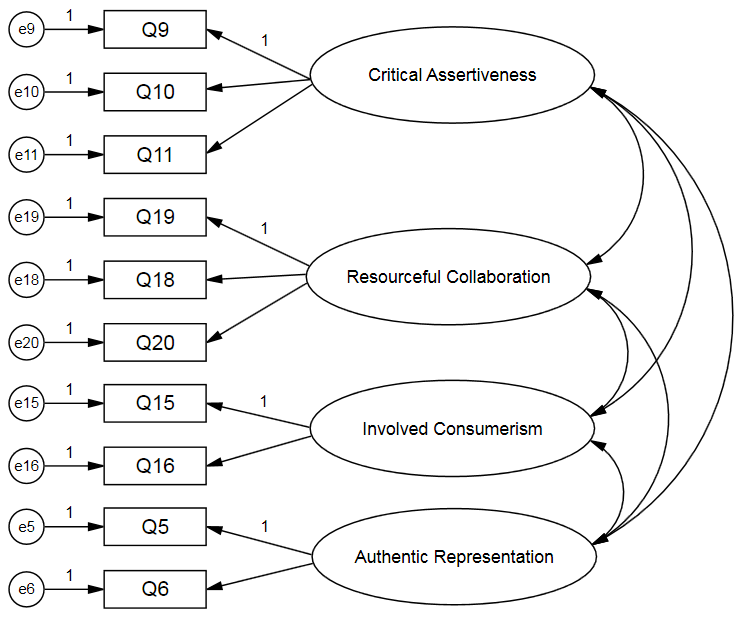 e9 1 Q9 1
Critical Assertiveness
e10 1 Q10
e11 1 Q11
e19 1 Q19 1
e18 1 Q18
Resourceful Collaboration
e20 1 Q20
e15 1 Q15 1
Involved Consumerism
e16 1 Q16
e5 1 Q5 1
Authentic Representation
e6 1 Q6